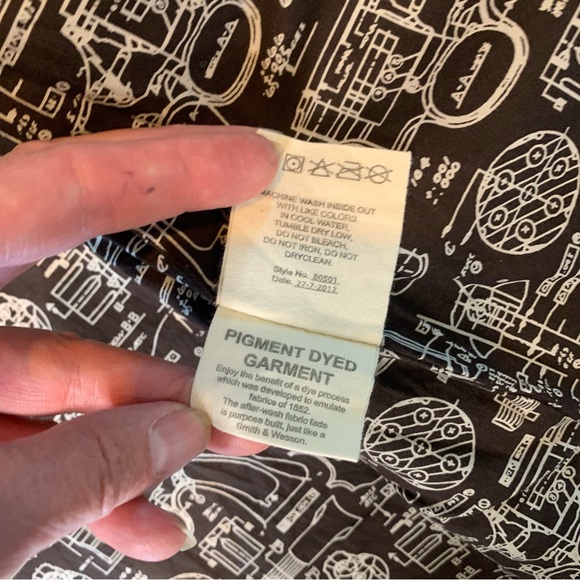 MACHINE WASH INSIDE OUT
WITH LIKE COLORS
IN COOL WATER,
TUMBLE DRY LOW,
DO NOT BLEACH,
DO NOT IRON, DO NOT
DRYCLEAN.
Style No. 80501
Date. 27-7-2012
PIGMENT DYED
GARMENT
Enjoy the benefit of a dye process
which was developed to emulate
fabrics of 1852.
The after-wash fabric fade
is purpose built, just like a
Smith & Wesson.